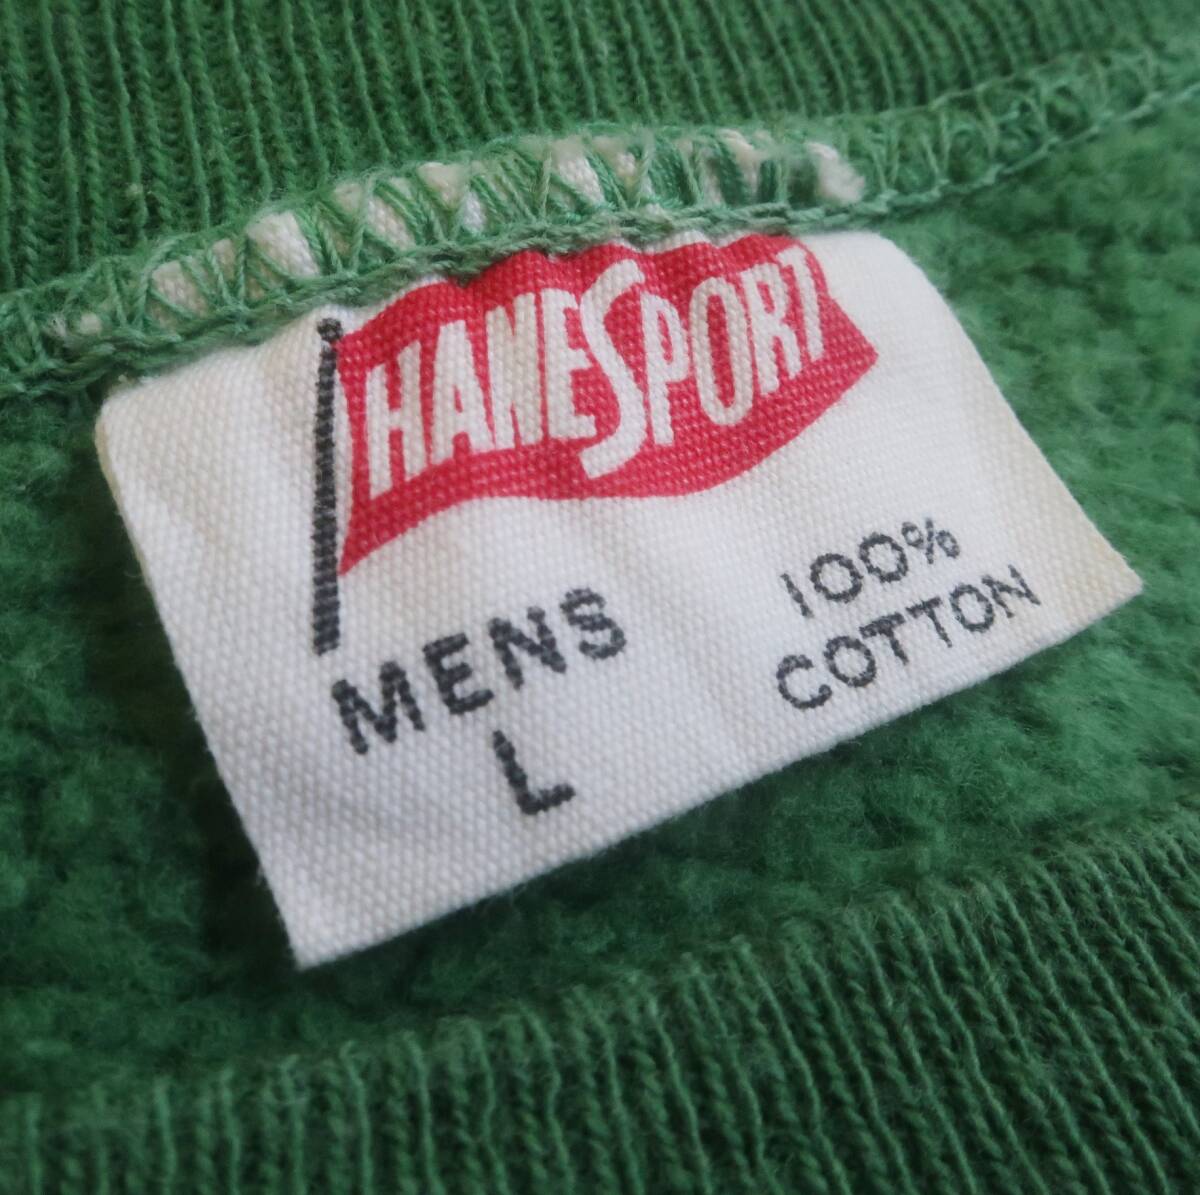 HANESPORT
MENS
L
100%
COTTON